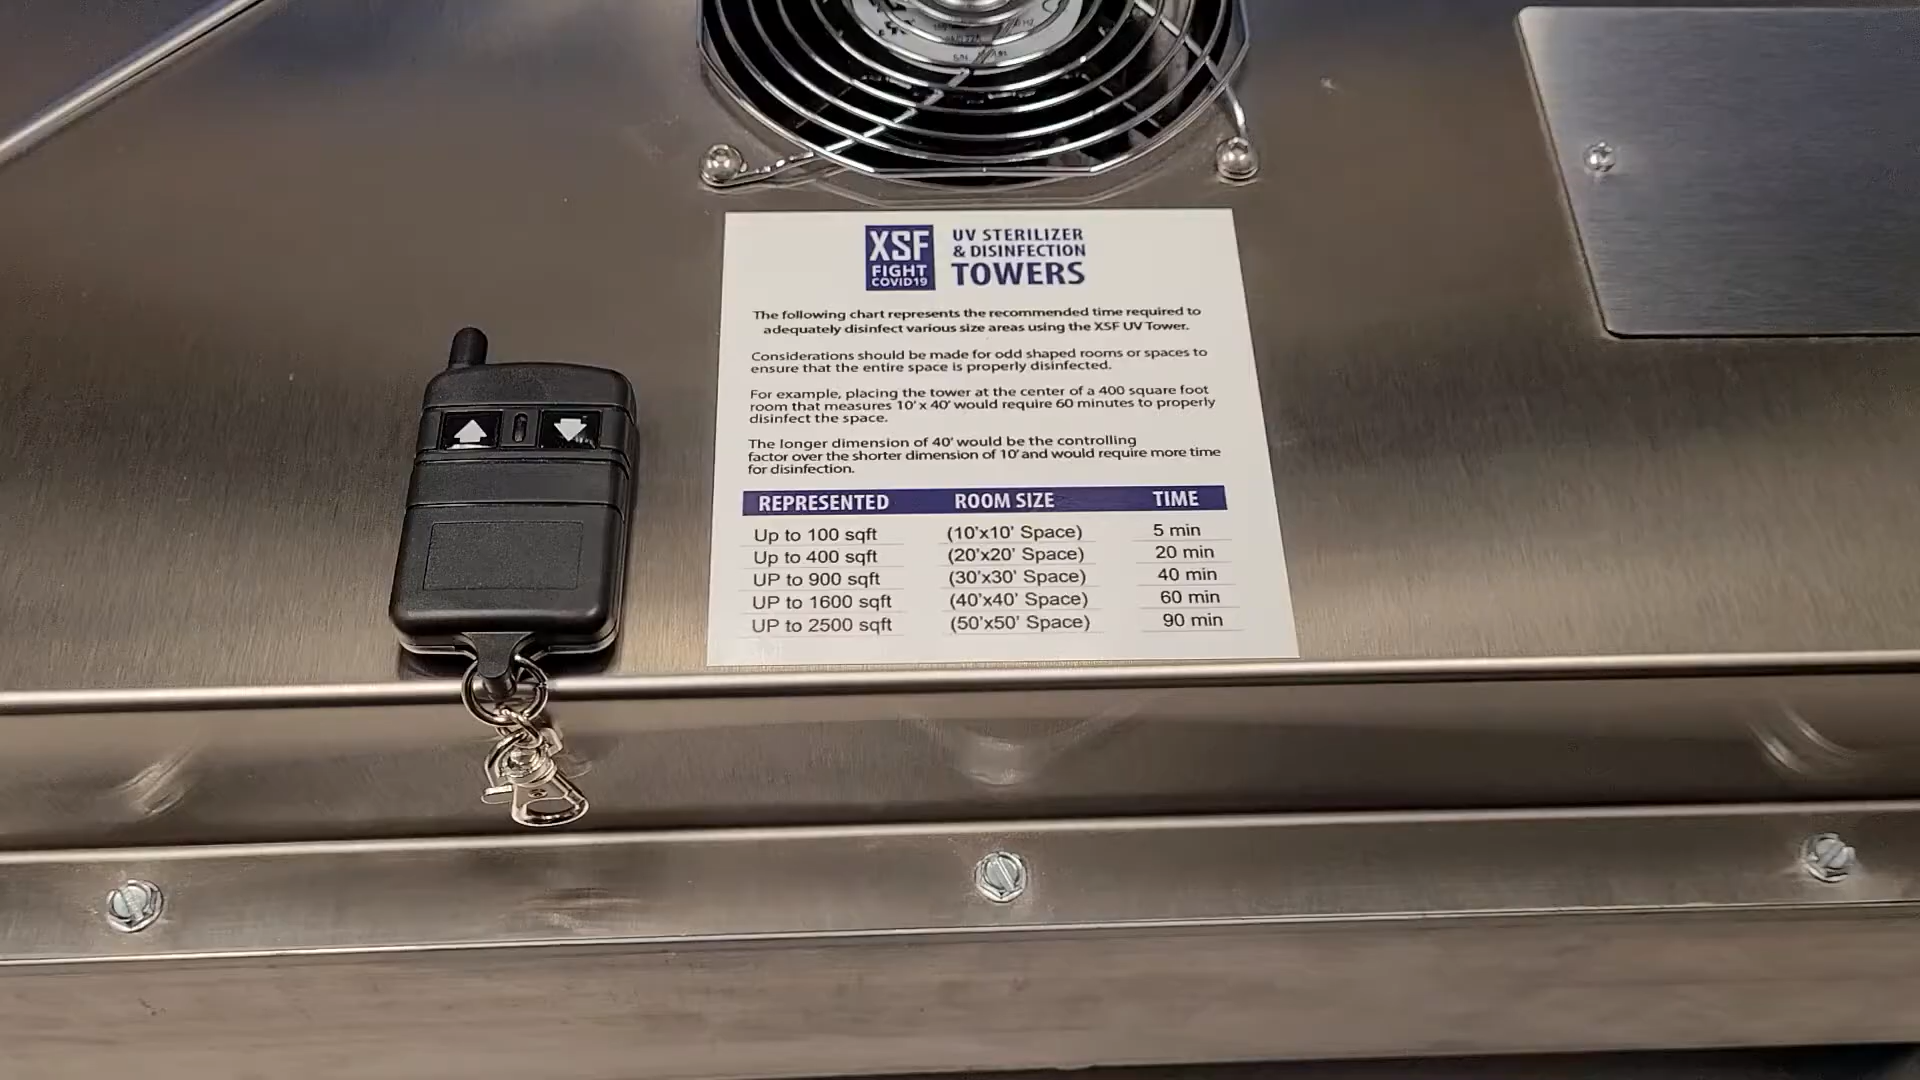 XSF
FIGHT
COVID19
UV STERILIZER
& DISINFECTION
TOWERS
The following chart represents the recommended time required to
adequately disinfect various size areas using the XSF UV Tower.
Considerations should be made for odd shaped rooms or spaces to
ensure that the entire space is properly disinfected.
For example, placing the tower at the center of a 400 square foot
room that measures 10' x 40' would require 60 minutes to properly
disinfect the space.
The longer dimension of 40' would be the controlling
factor over the shorter dimension of 10' and would require more time
for disinfection.
REPRESENTED ROOM SIZE TIME
Up to 100 sqft (10'x10' Space) 5 min
Up to 400 sqft (20'x20' Space) 20 min
UP to 900 sqft (30'x30' Space) 40 min
UP to 1600 sqft (40'x40' Space) 60 min
UP to 2500 sqft (50'x50' Space) 90 min